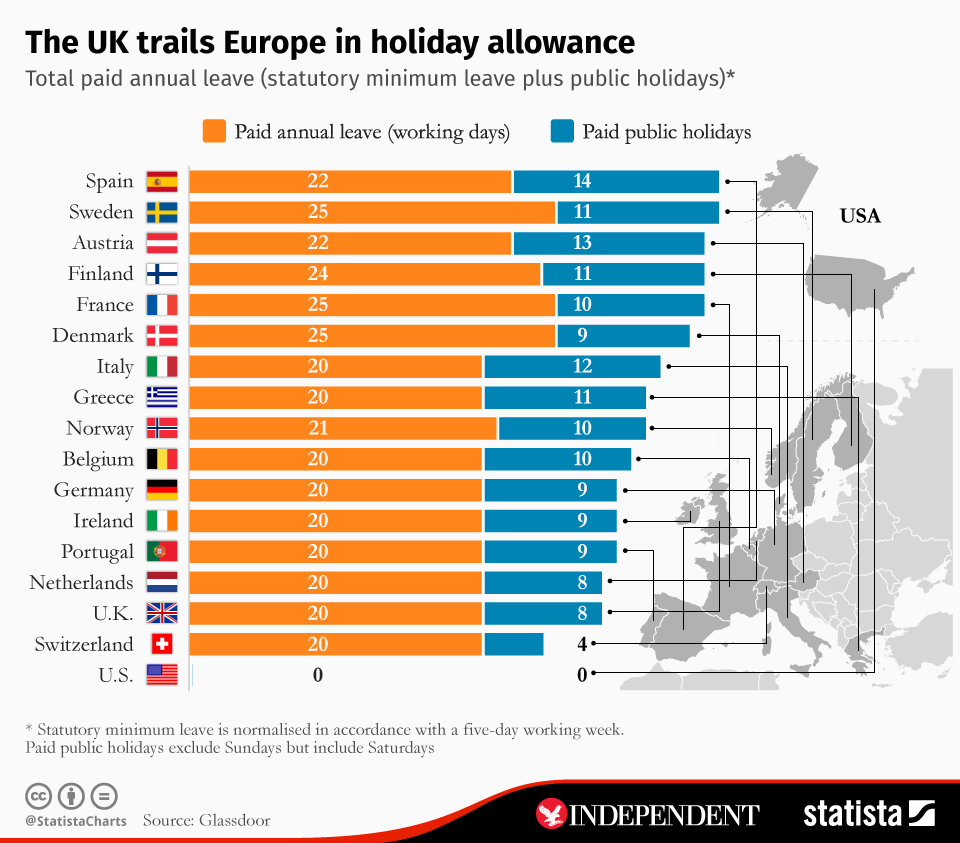 The UK trails Europe in holiday allowance
Total paid annual leave (statutory minimum leave plus public holidays)*
Paid annual leave (working days) Paid public holidays
Spain 22 14
Sweden 25 11
USA
Austria 22 13
Finland 24 11
France 25 10
Denmark 25 9
Italy 20 12
Greece 20 11
Norway 21 10
Belgium 20 10
Germany 20 9
Ireland 20 9
Portugal 20 9
Netherlands 20 8
U.K. 20 8
Switzerland 20 4
U.S. 0 0
* Statutory minimum leave is normalised in accordance with a five-day working week.
Paid public holidays exclude Sundays but include Saturdays
cc
@StatistaCharts Source: Glassdoor
INDEPENDENT
statista